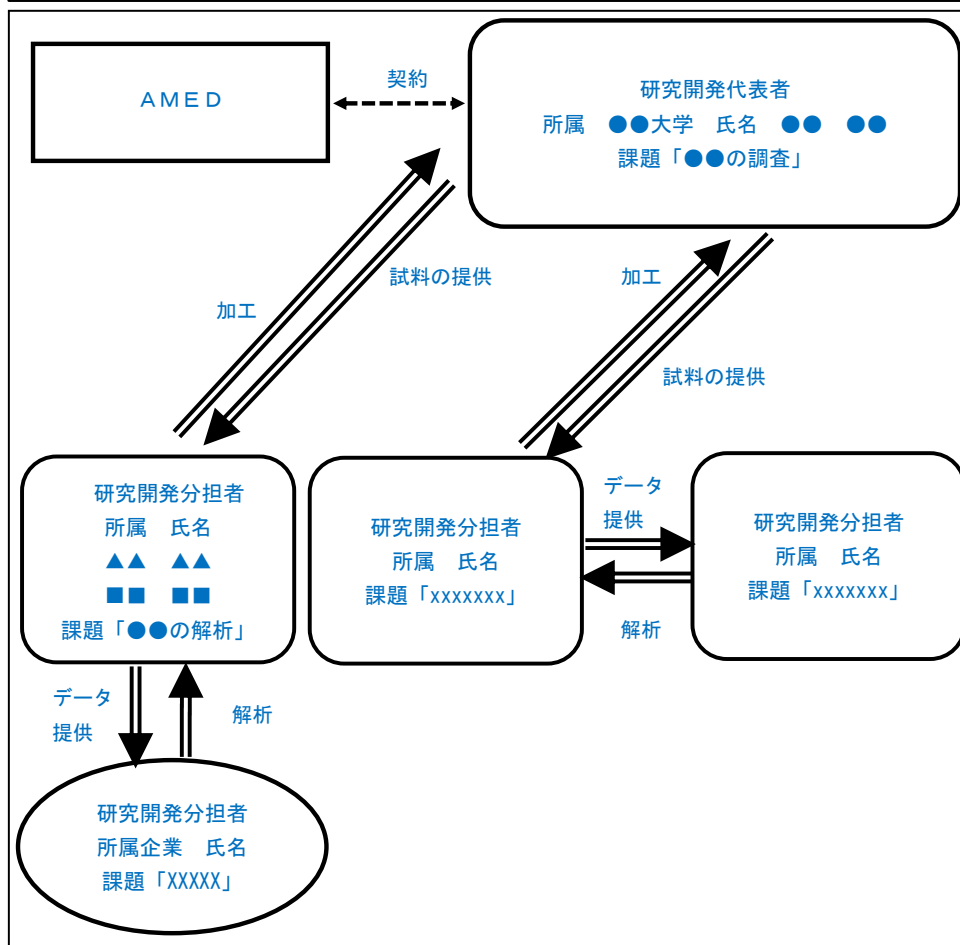 AMED
契約
研究開発代表者
所属　●●大学　氏名　●●　●●
課題「●●の調査」
加工
試料の提供
加工
試料の提供
研究開発分担者
所属　氏名
▲▲　▲▲
■■　■■
課題「●●の解析」
研究開発分担者
所属　氏名
課題「xxxxxxx」
データ
提供
解析
研究開発分担者
所属　氏名
課題「xxxxxxx」
データ
提供
解析
研究開発分担者
所属企業　氏名
課題「XXXXX」